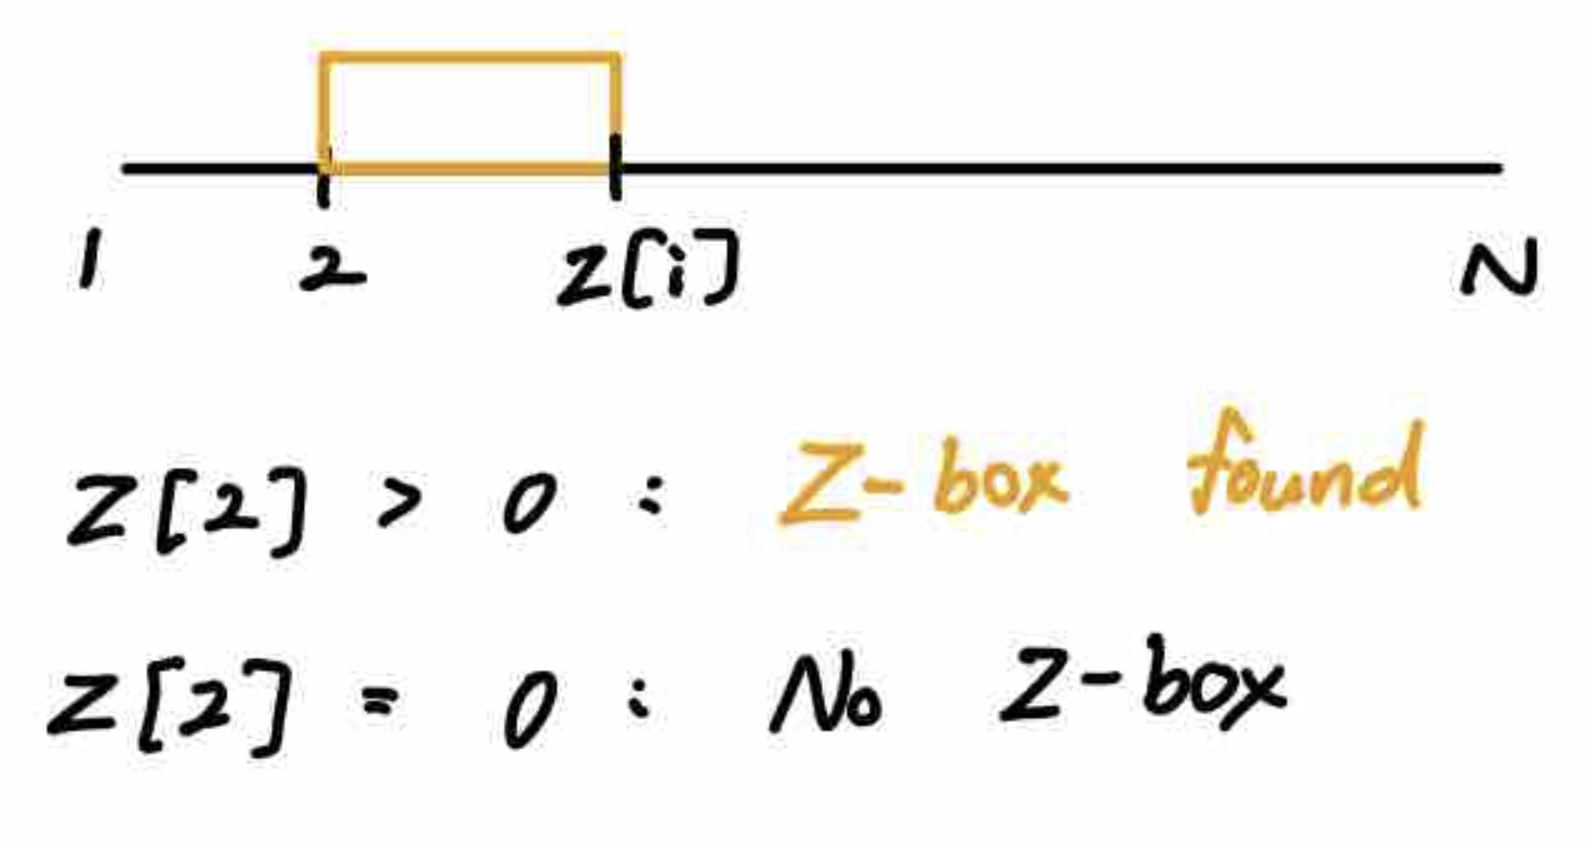 1 2 Z[i] N
Z[2] > 0 : Z-box found
Z[2] = 0 : No Z-box